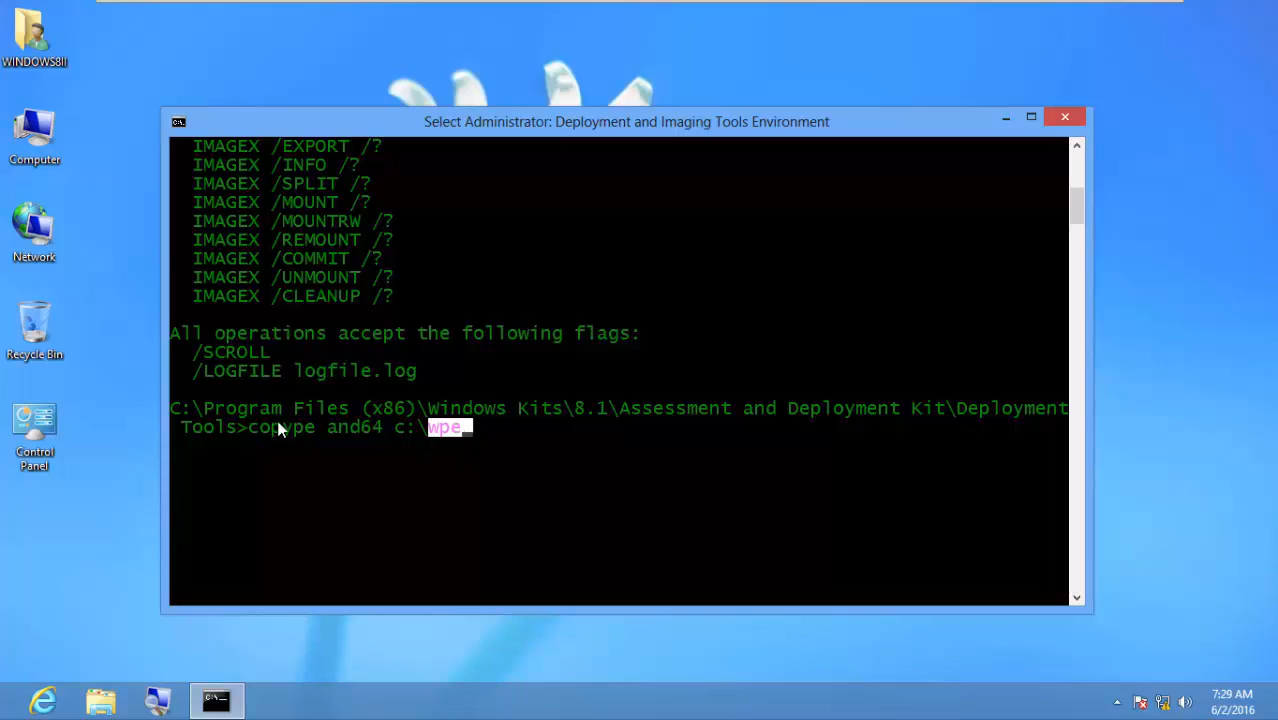 WINDOWS8II
Computer
Network
Recycle Bin
Control
Panel
Select Administrator: Deployment and Imaging Tools Environment
IMAGEX /EXPORT /?
IMAGEX /INFO /?
IMAGEX /SPLIT /?
IMAGEX /MOUNT /?
IMAGEX /MOUNTRW /?
IMAGEX /REMOUNT /?
IMAGEX /COMMIT /?
IMAGEX /UNMOUNT /?
IMAGEX /CLEANUP /?
All operations accept the following flags:
/SCROLL
/LOGFILE logfile.log
C:\Program Files (x86)\Windows Kits\8.1\Assessment and Deployment Kit\Deployment
Tools>copype and64 c:\wpe
7:29 AM
6/2/2016